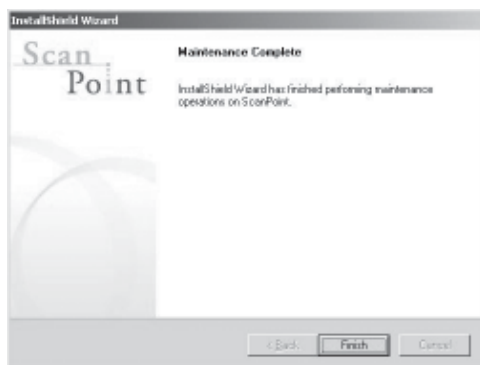 InstallShield Wizard
Scan
Point
Maintenance Complete
InstallShield Wizard has finished performing maintenance
operations on ScanPoint.
< Back Finish Cancel